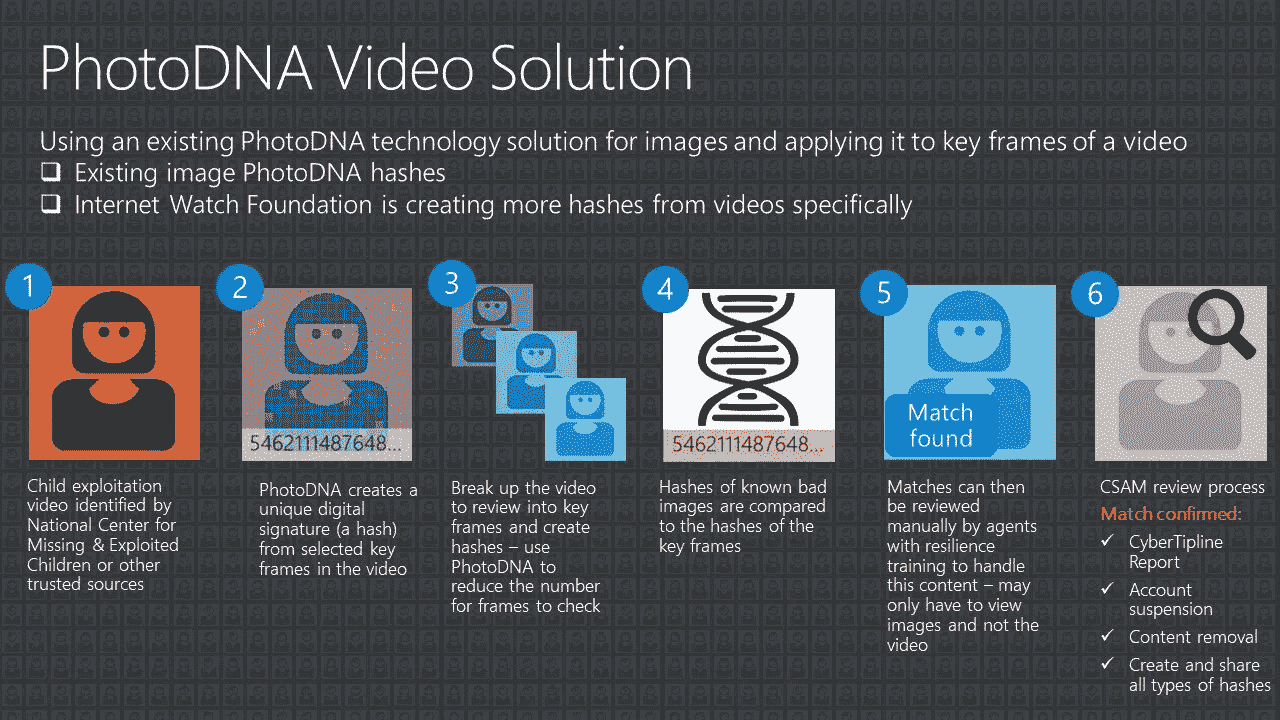 PhotoDNA Video Solution
Using an existing PhotoDNA technology solution for images and applying it to key frames of a video
❑ Existing image PhotoDNA hashes
❑ Internet Watch Foundation is creating more hashes from videos specifically
1
Child exploitation
video identified by
National Center for
Missing & Exploited
Children or other
trusted sources
2
5462111487648...
PhotoDNA creates a
unique digital
signature (a hash)
from selected key
frames in the video
3
Break up the video
to review into key
frames and create
hashes – use
PhotoDNA to
reduce the number
for frames to check
4
5462111487648...
Hashes of known bad
images are compared
to the hashes of the
key frames
5
Match
found
Matches can then
be reviewed
manually by agents
with resilience
training to handle
this content – may
only have to view
images and not the
video
6
CSAM review process
Match confirmed:
✓ CyberTipline
Report
✓ Account
suspension
✓ Content removal
✓ Create and share
all types of hashes